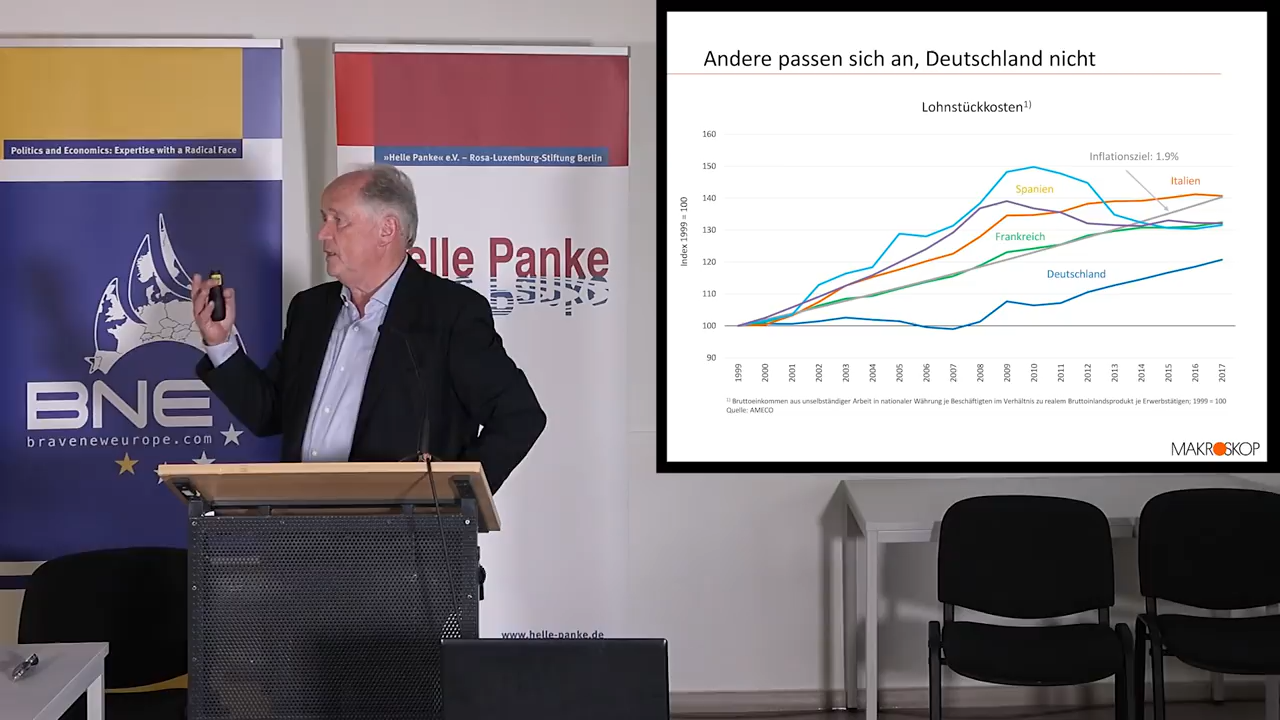 Politics and Economics: Expertise with a Radical Face
BNE
braveneweurope.com
»Helle Panke« e.V. – Rosa-Luxemburg-Stiftung Berlin
elle Panke
www.helle-panke.de
Andere passen sich an, Deutschland nicht
Lohnstückkosten1)
Index 1999 = 100
160
150
140
130
120
110
100
90
Inflationsziel: 1.9%
Italien
Spanien
Frankreich
Deutschland
1999
2000
2001
2002
2003
2004
2005
2006
2007
2008
2009
2010
2011
2012
2013
2014
2015
2016
2017
1) Bruttoeinkommen aus unselbständiger Arbeit in nationaler Währung je Beschäftigten im Verhältnis zu realem Bruttoinlandsprodukt je Erwerbstätigen; 1999 = 100
Quelle: AMECO
MAKROSKOP